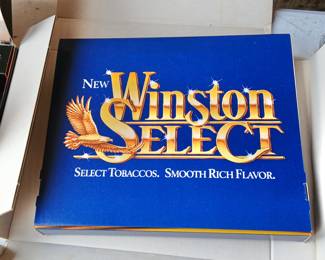 NEW Winston
SELECT
SELECT TOBACCOS. SMOOTH RICH FLAVOR.